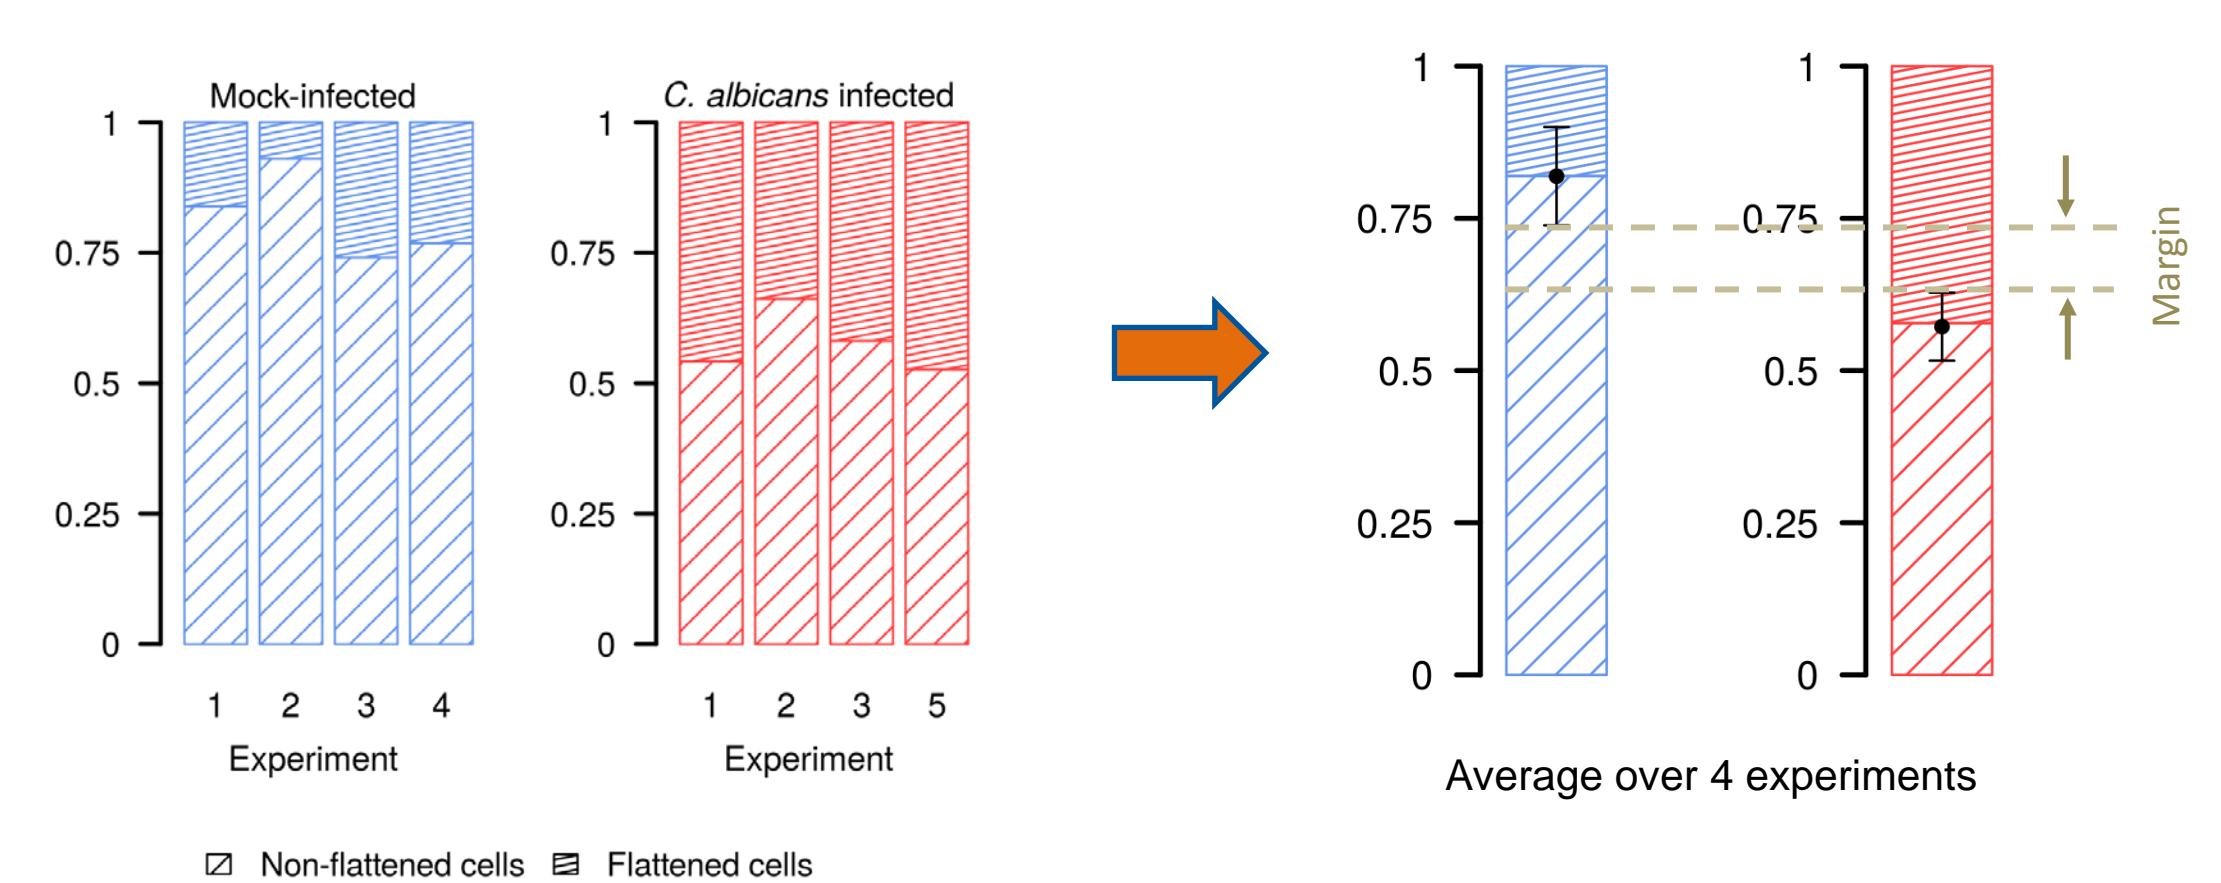 Mock-infected
1
0.75
0.5
0.25
0
1 2 3 4
Experiment
C. albicans infected
1
0.75
0.5
0.25
0
1 2 3 5
Experiment
Non-flattened cells Flattened cells
1
0.75
0.5
0.25
0
1
0.75
0.5
0.25
0
Margin
Average over 4 experiments